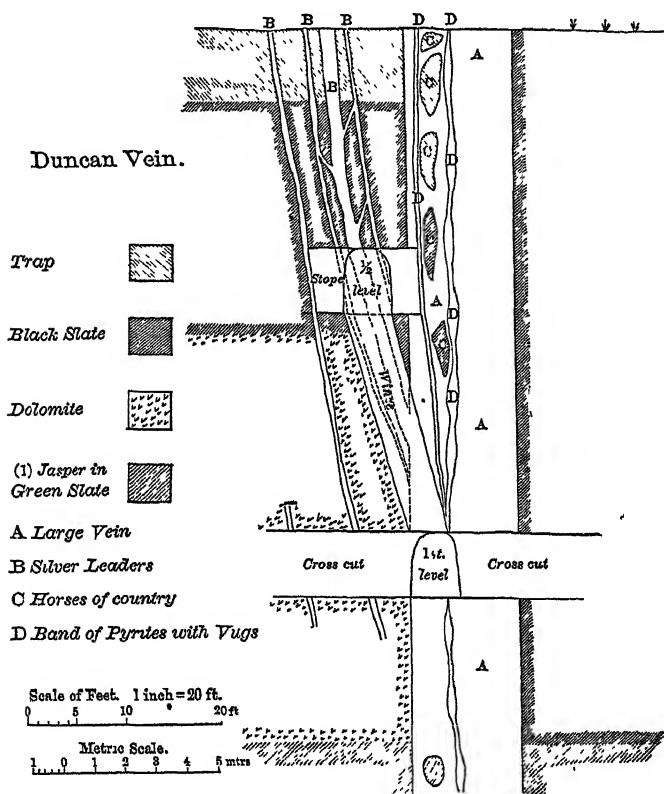 B B B D D
A
C
B
C
Duncan Vein.
C
D
D
Trap
C
Stope
½ level
A
D
Black Slate
C
Winze
Dolomite
D
A
(1) Jasper in
Green Slate
A Large Vein
B Silver Leaders
Cross cut
1st. level
Cross cut
C Horses of country
D Band of Pyrites with Vugs
A
Scale of Feet. 1 inch = 20 ft.
0 5 10 20 ft
Metric Scale.
1 0 1 2 3 4 5 mtrs